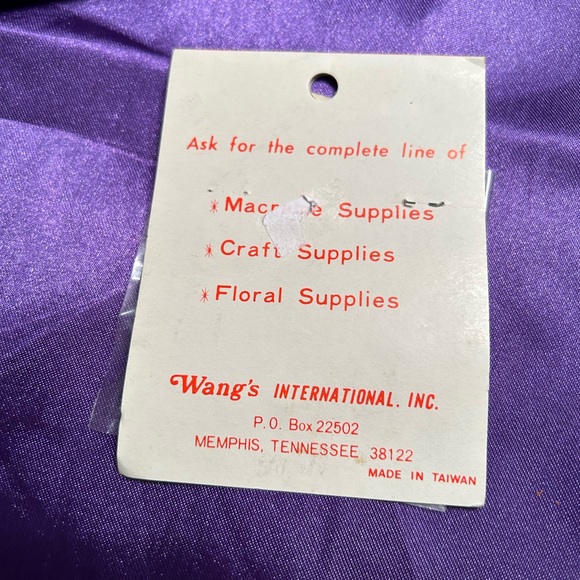 Ask for the complete line of
* Supplies
* Craft Supplies
* Floral Supplies
Wang's INTERNATIONAL, INC.
P.O. Box 22502
MEMPHIS, TENNESSEE 38122
MADE IN TAIWAN